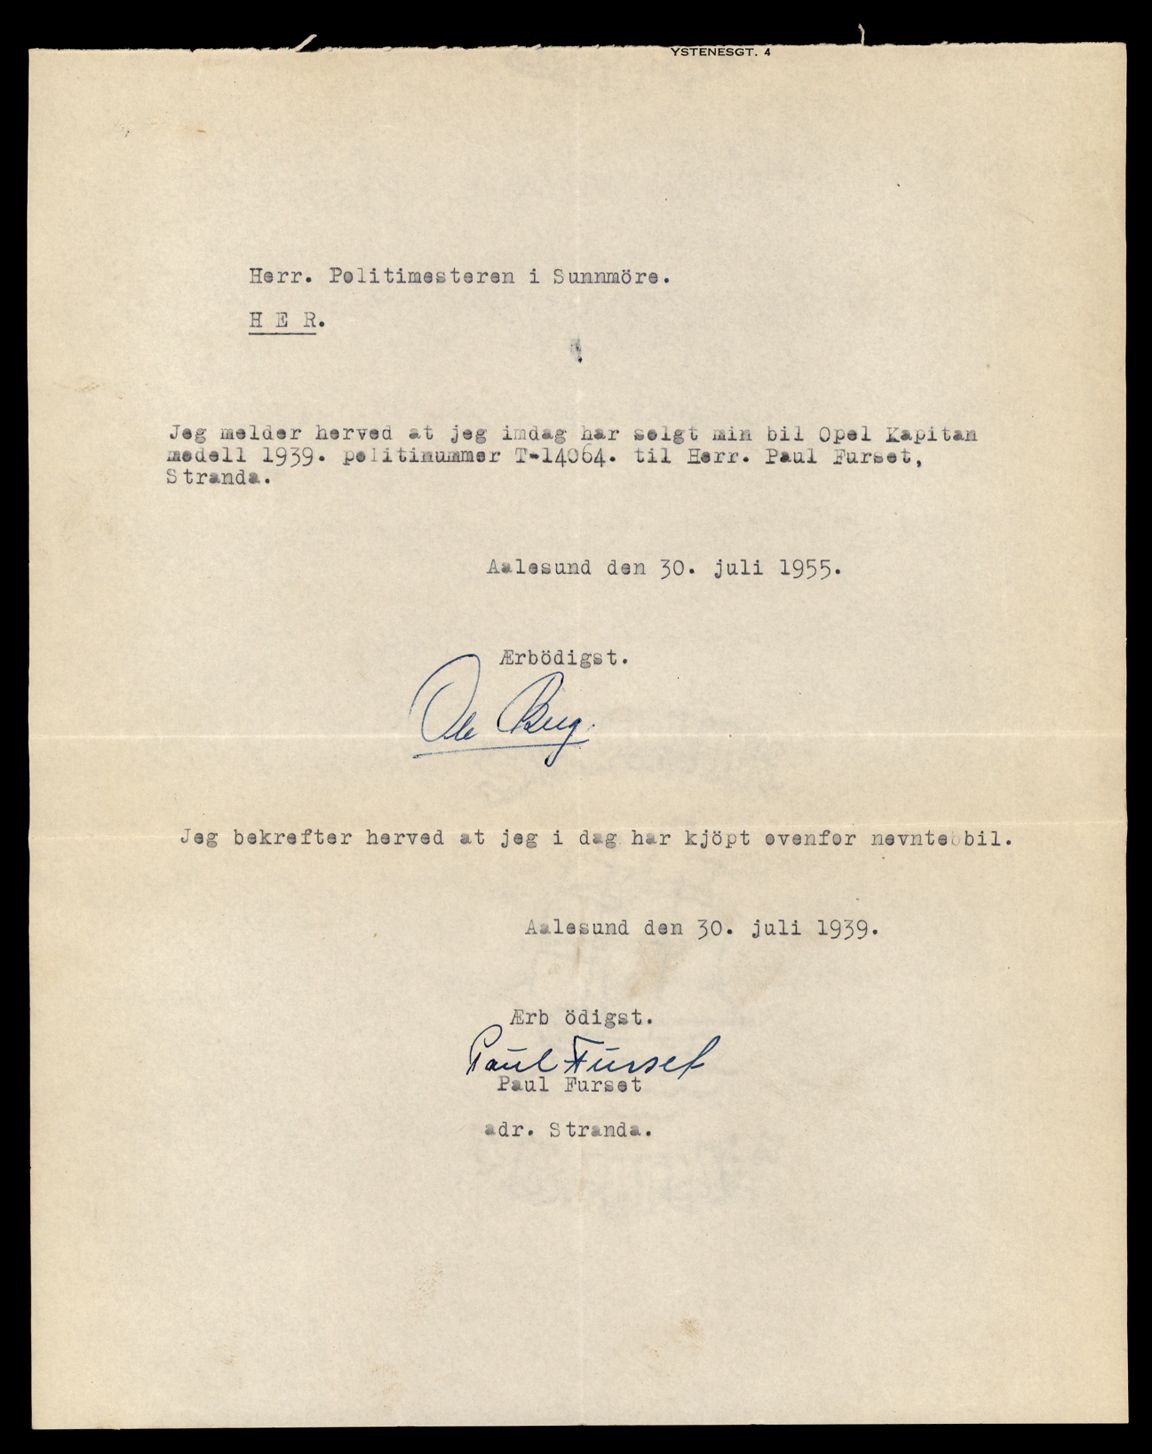 YSTENESGT. 4
Herr. Politimesteren i Sunnmöre.
H E R.
Jeg melder herved at jeg imdag har solgt min bil Opel Kapitan
modell 1939. politinummer T-14064. til Herr. Paul Furset,
Stranda.
Aalesund den 30. juli 1955.
Ærbödigst.
Ole Berg.
Jeg bekrefter herved at jeg i dag har kjöpt ovenfor nevnte bil.
Aalesund den 30. juli 1939.
Ærb ödigst.
Paul Furset
Paul Furset
adr. Stranda.